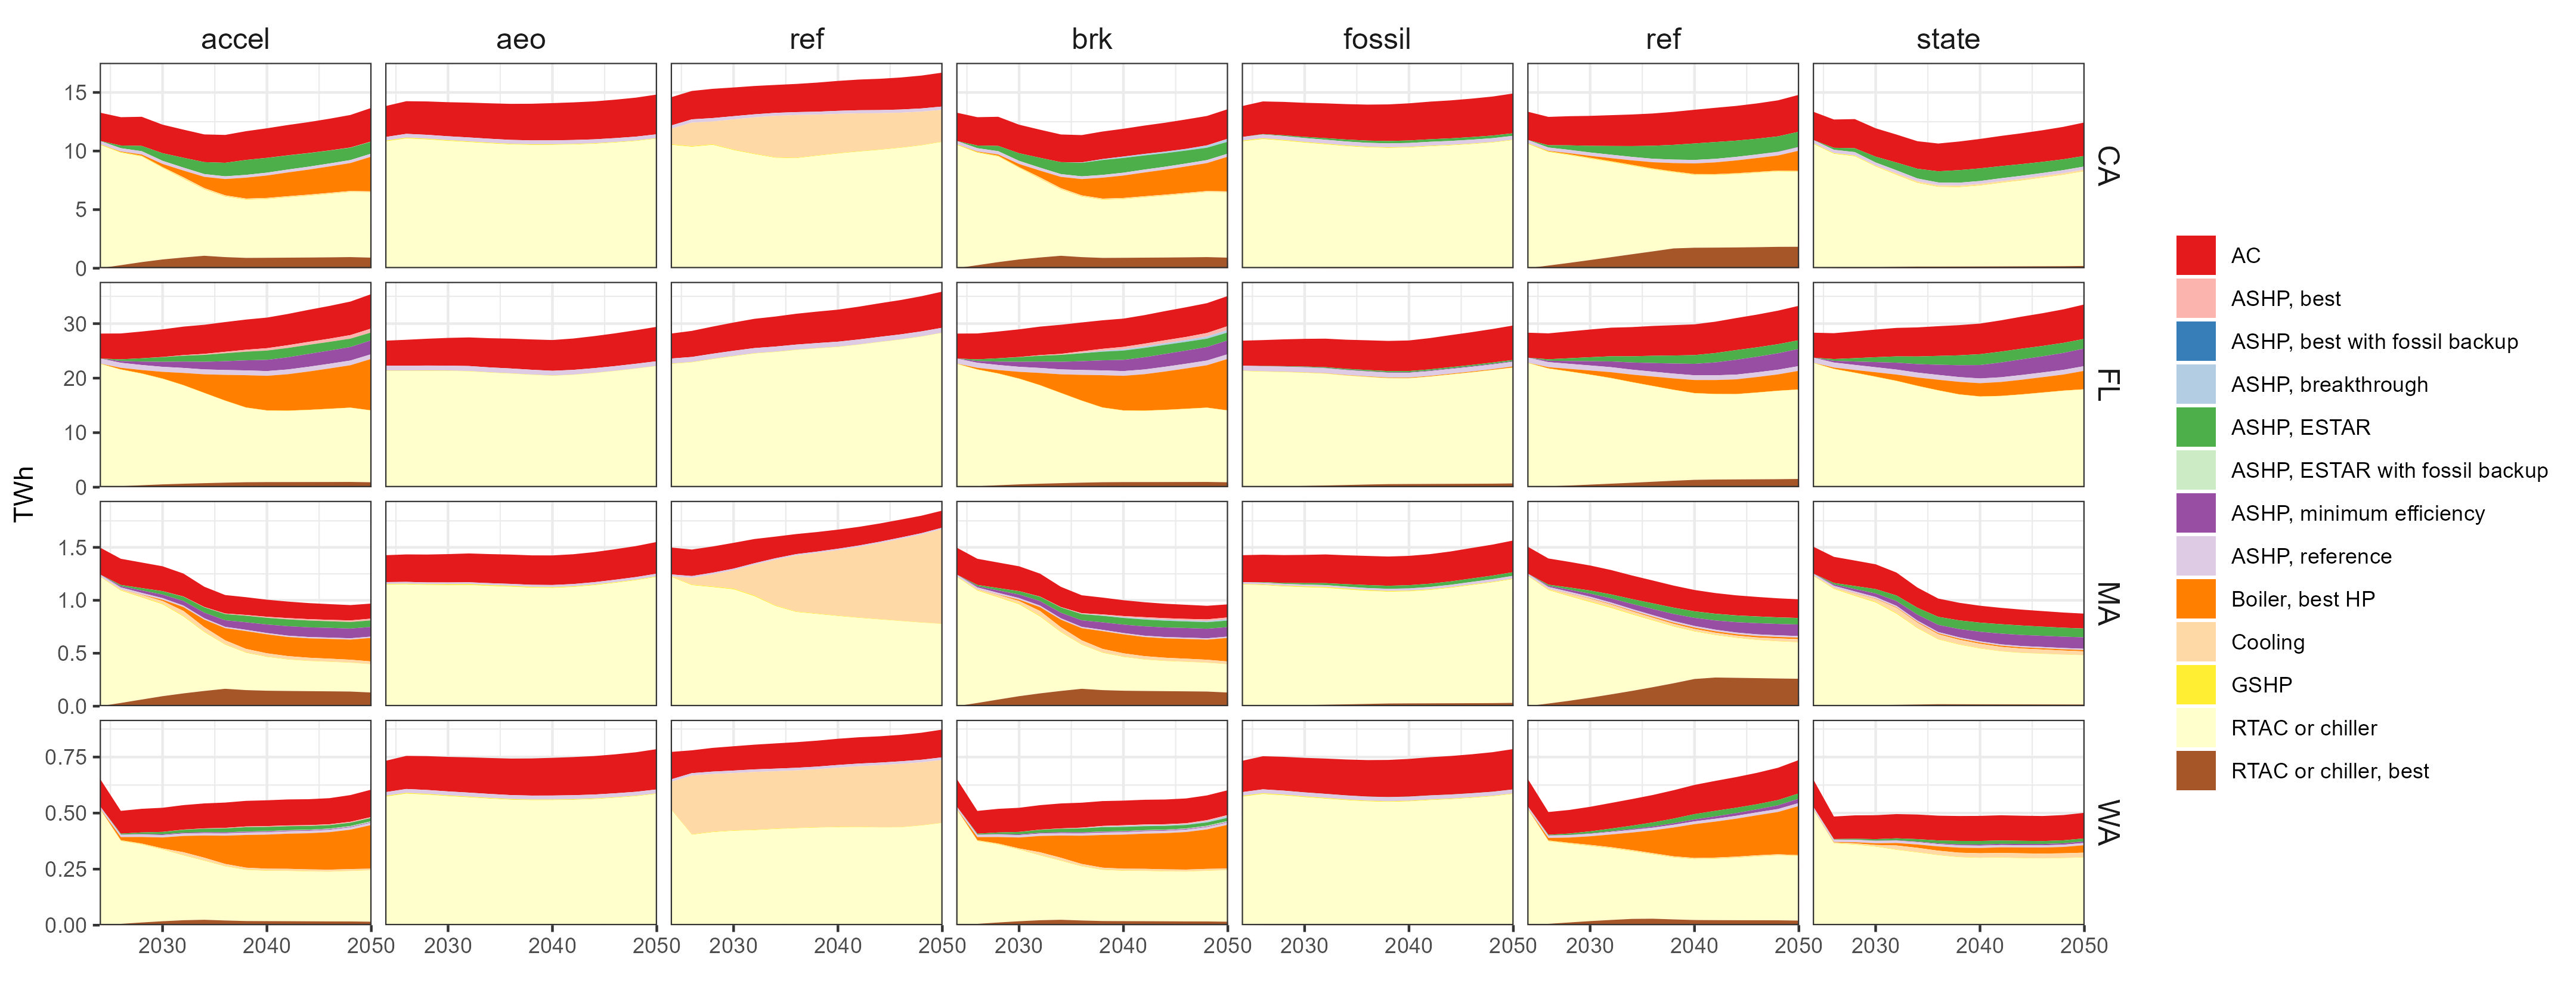 accel aeo ref brk fossil ref state
TWh
15
10
5
0
CA
30
20
10
0
FL
1.5
1.0
0.5
0.0
MA
0.75
0.50
0.25
0.00
WA
2030 2040 2050 2030 2040 2050 2030 2040 2050 2030 2040 2050 2030 2040 2050 2030 2040 2050 2030 2040 2050
AC
ASHP, best
ASHP, best with fossil backup
ASHP, breakthrough
ASHP, ESTAR
ASHP, ESTAR with fossil backup
ASHP, minimum efficiency
ASHP, reference
Boiler, best HP
Cooling
GSHP
RTAC or chiller
RTAC or chiller, best